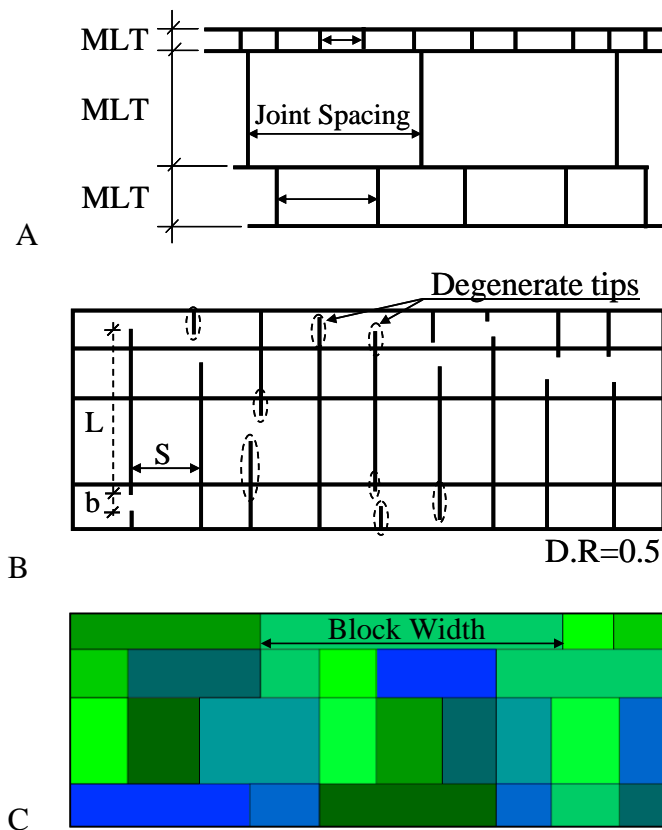 MLT
MLT
Joint Spacing
MLT
A
Degenerate tips
L
S
b
D.R=0.5
B
Block Width
C